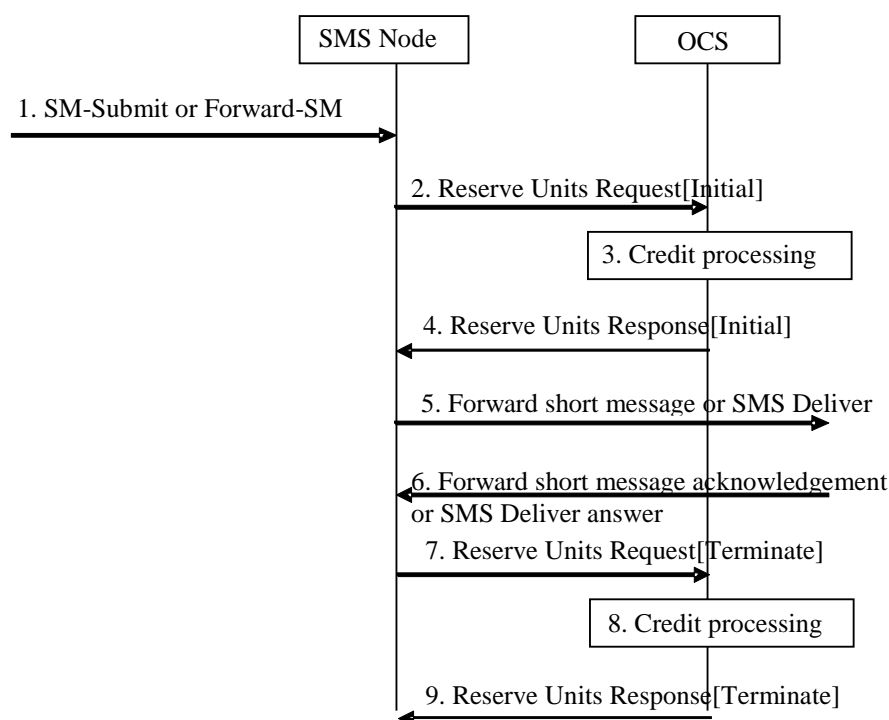 SMS Node
OCS
1. SM-Submit or Forward-SM
2. Reserve Units Request[Initial]
3. Credit processing
4. Reserve Units Response[Initial]
5. Forward short message or SMS Deliver
6. Forward short message acknowledgement
or SMS Deliver answer
7. Reserve Units Request[Terminate]
8. Credit processing
9. Reserve Units Response[Terminate]